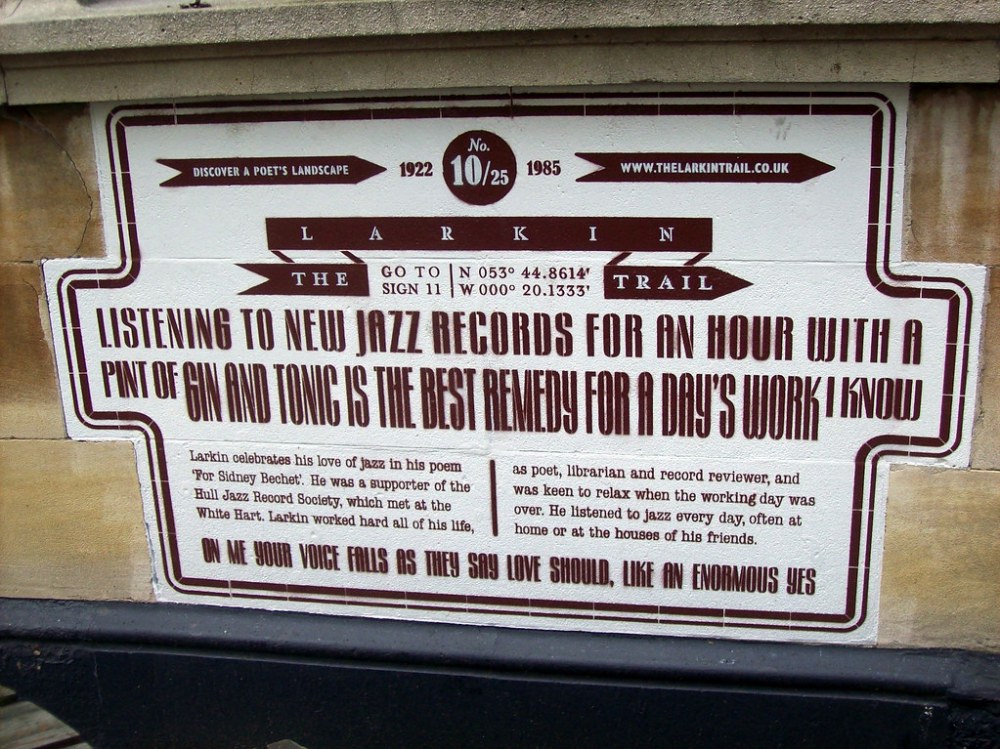 DISCOVER A POET'S LANDSCAPE
1922
No.
10/25
1985
WWW.THELARKINTRAIL.CO.UK
LARKIN
THE
GO TO
SIGN 11
N 053° 44.8614'
W 000° 20.1333'
TRAIL
LISTENING TO NEW JAZZ RECORDS FOR AN HOUR WITH A
PINT OF GIN AND TONIC IS THE BEST REMEDY FOR A DAY'S WORK I KNOW
Larkin celebrates his love of jazz in his poem
'For Sidney Bechet'. He was a supporter of the
Hull Jazz Record Society, which met at the
White Hart. Larkin worked hard all of his life,
as poet, librarian and record reviewer, and
was keen to relax when the working day was
over. He listened to jazz every day, often at
home or at the houses of his friends.
ON ME YOUR VOICE FALLS AS THEY SAY LOVE SHOULD, LIKE AN ENORMOUS YES